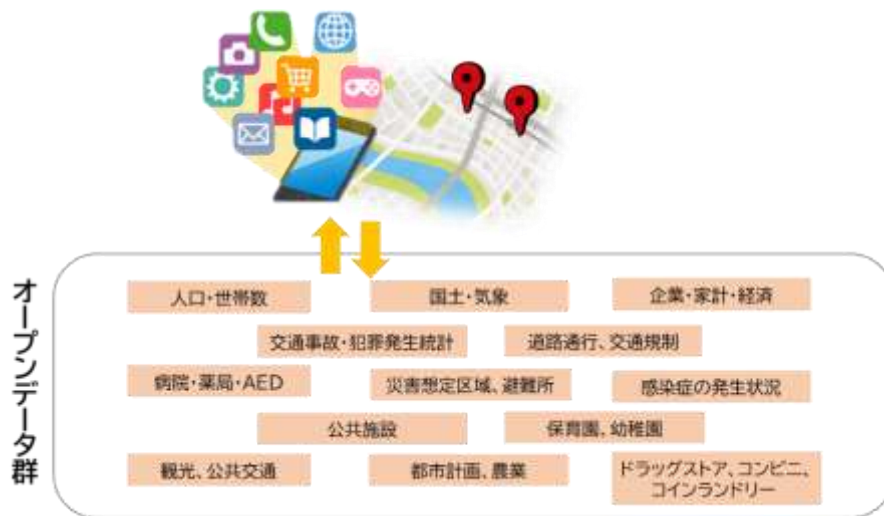 オープンデータ群
人口・世帯数
国土・気象
企業・家計・経済
交通事故・犯罪発生統計
道路通行、交通規制
病院・薬局・AED
災害想定区域、避難所
感染症の発生状況
公共施設
保育園、幼稚園
観光、公共交通
都市計画、農業
ドラッグストア、コンビニ、
コインランドリー